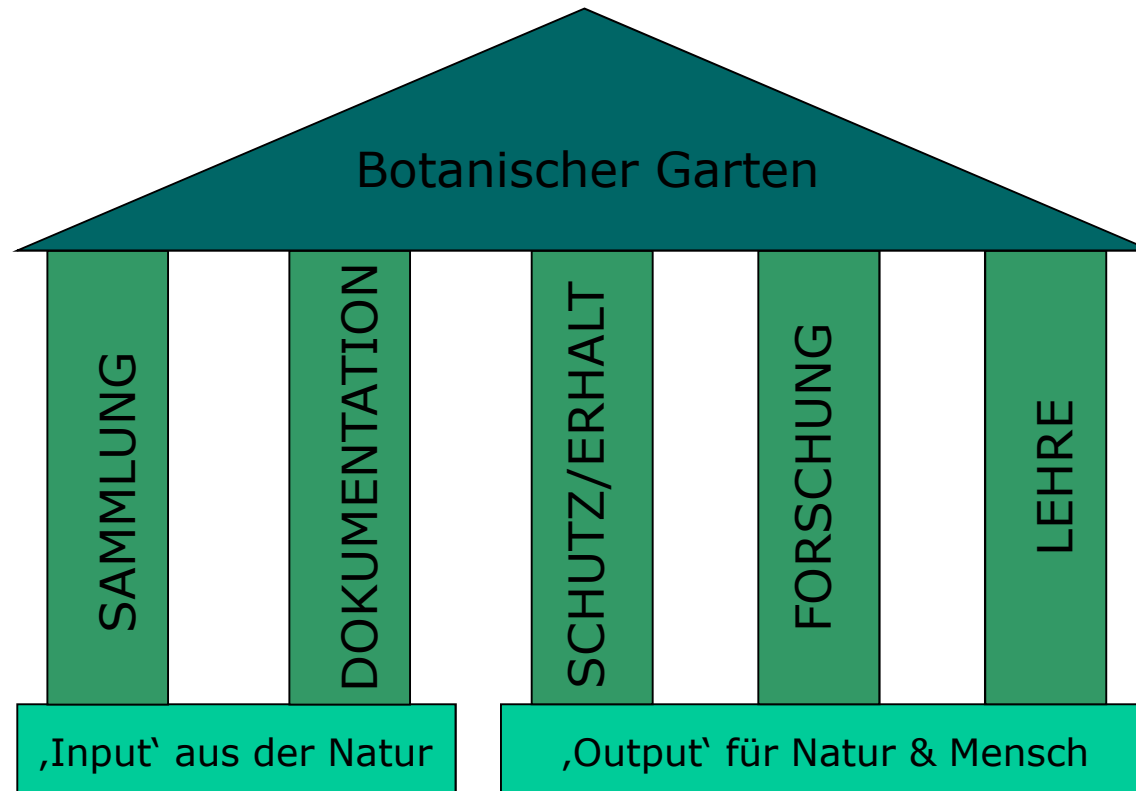 Botanischer Garten
SAMMLUNG
DOKUMENTATION
SCHUTZ/ERHALT
FORSCHUNG
LEHRE
‚Input‘ aus der Natur
‚Output‘ für Natur & Mensch